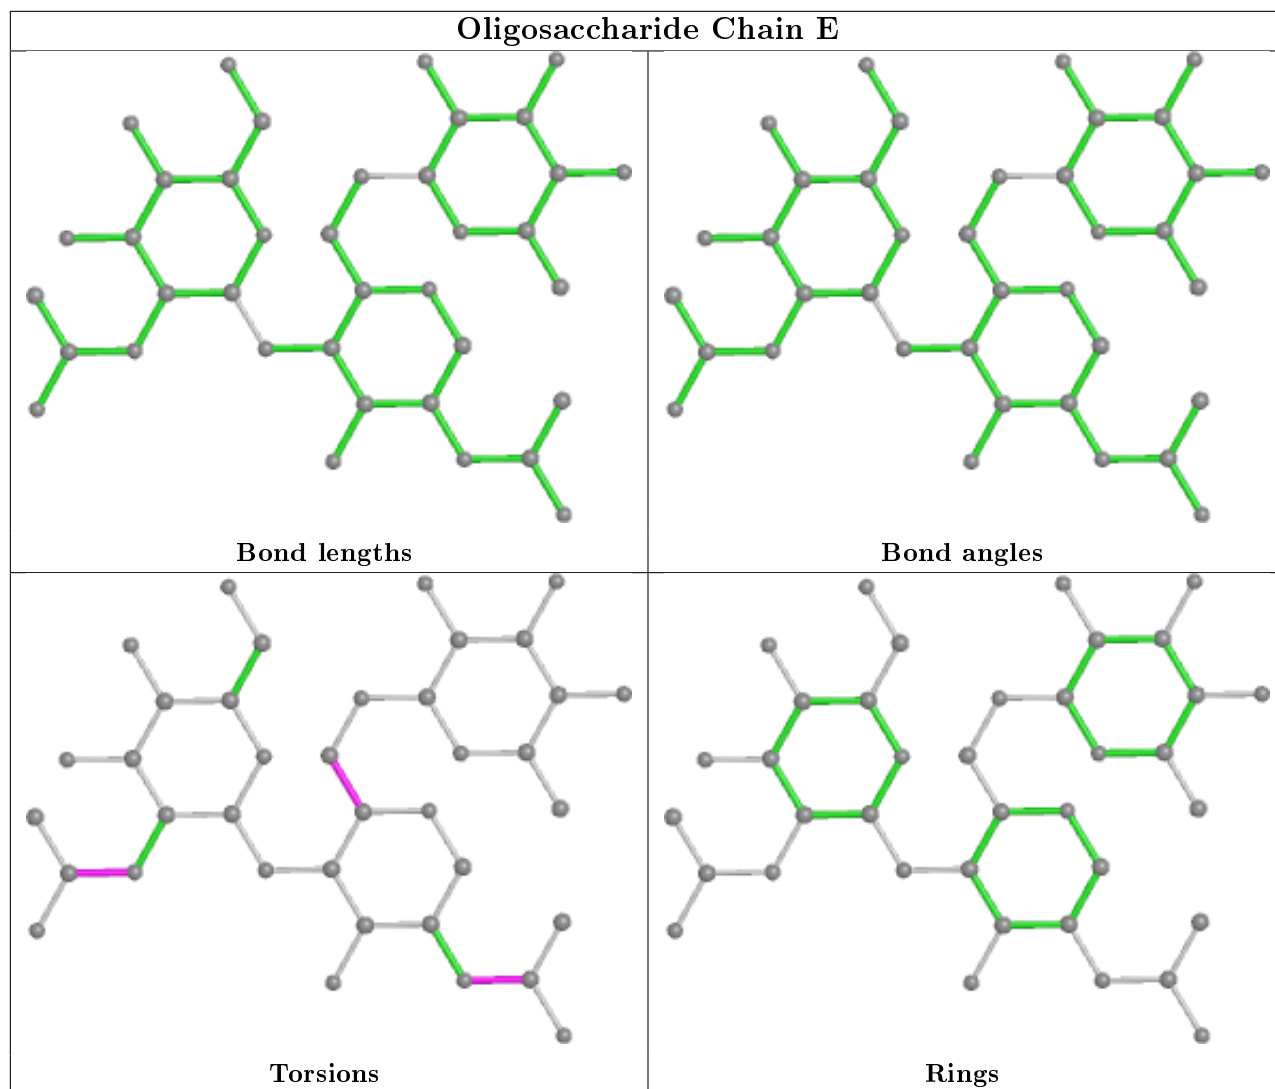 Oligosaccharide Chain E
Bond lengths
Bond angles
Torsions
Rings